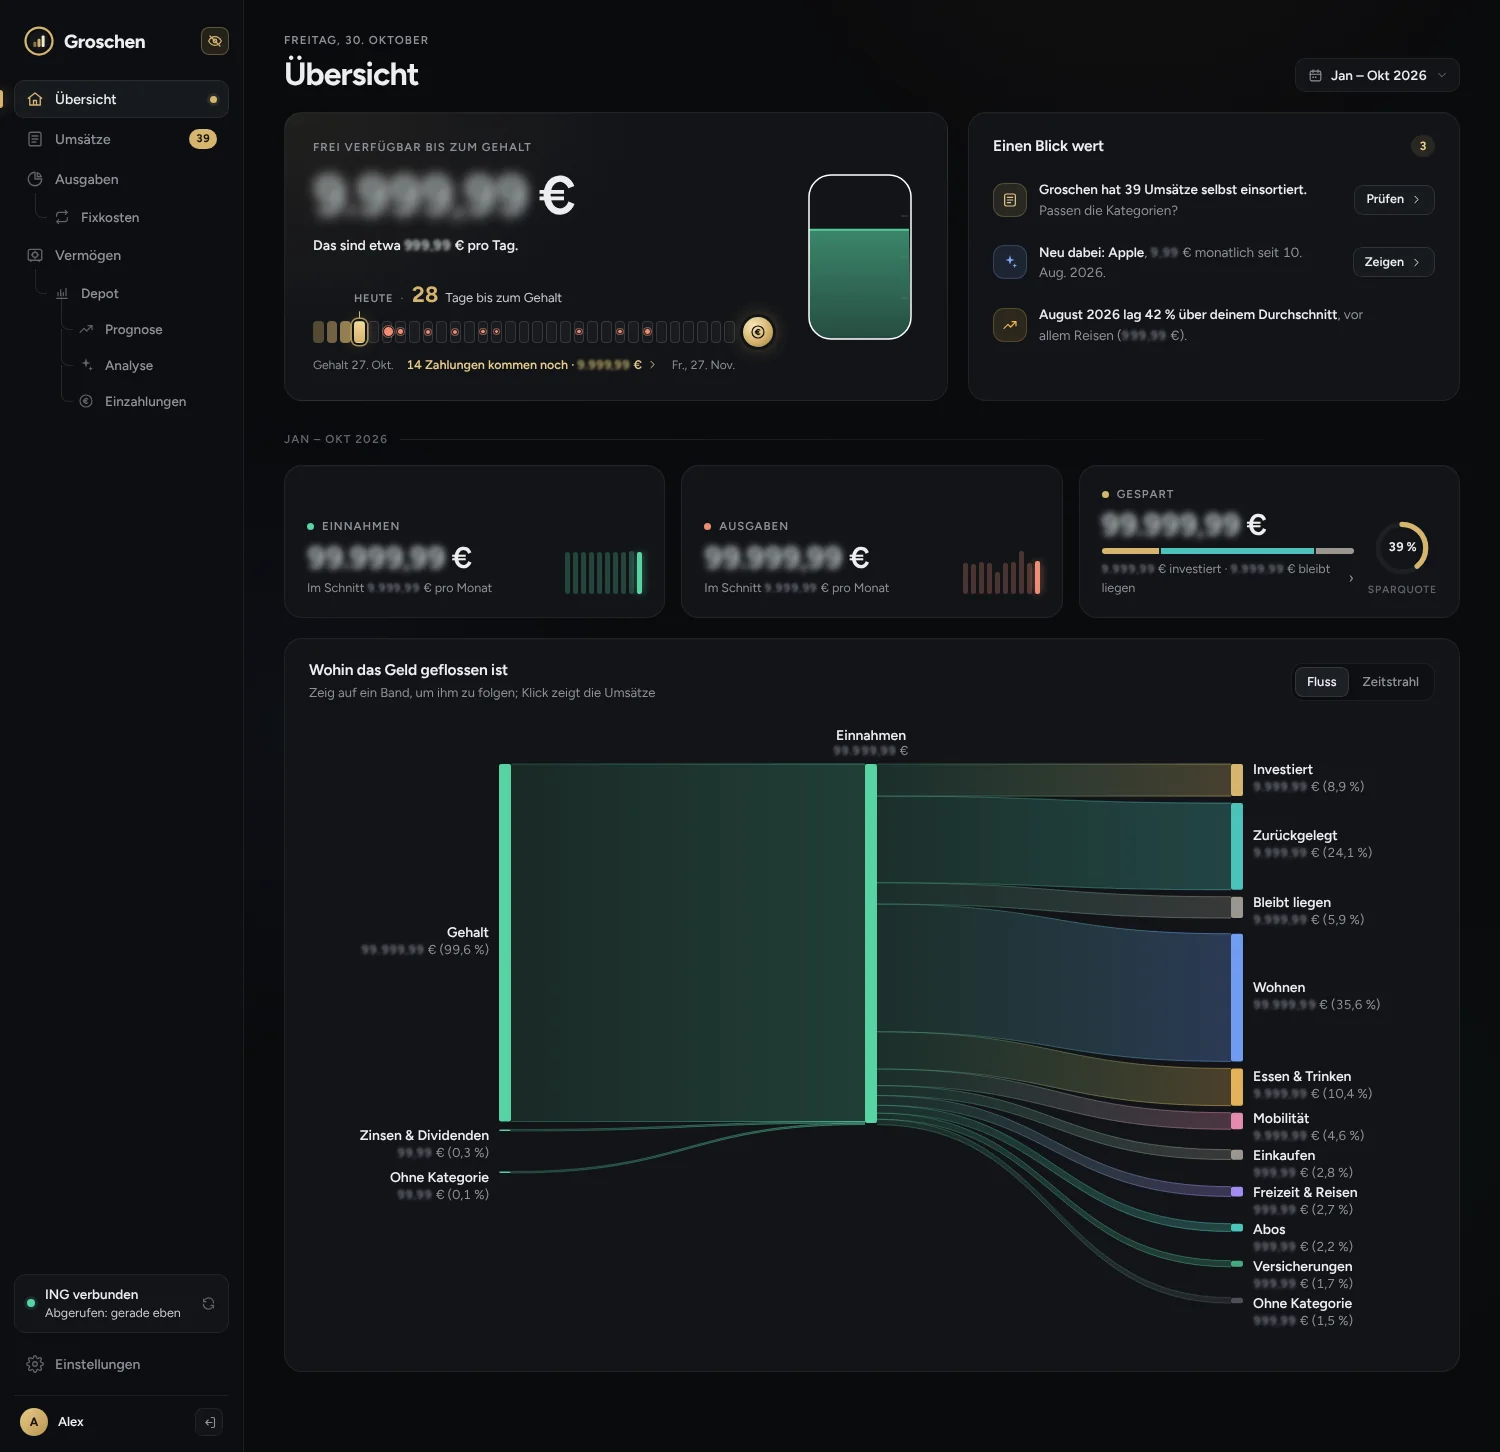 Groschen
Übersicht
Umsätze 39
Ausgaben
Fixkosten
Vermögen
Depot
Prognose
Analyse
Einzahlungen
ING verbunden
Abgerufen: gerade eben
Einstellungen
A Alex
FREITAG, 30. OKTOBER
Übersicht
Jan – Okt 2026
FREI VERFÜGBAR BIS ZUM GEHALT
€
Das sind etwa € pro Tag.
HEUTE · 28 Tage bis zum Gehalt
Gehalt 27. Okt. 14 Zahlungen kommen noch · € Fr., 27. Nov.
Einen Blick wert 3
Groschen hat 39 Umsätze selbst einsortiert.
Passen die Kategorien?
Prüfen
Neu dabei: Apple, € monatlich seit 10.
Aug. 2026.
Zeigen
August 2026 lag 42 % über deinem Durchschnitt, vor
allem Reisen ( €).
JAN – OKT 2026
EINNAHMEN
€
Im Schnitt € pro Monat
AUSGABEN
€
Im Schnitt € pro Monat
GESPART
€
€ investiert · € bleibt
liegen
39 %
SPARQUOTE
Wohin das Geld geflossen ist
Zeig auf ein Band, um ihm zu folgen; Klick zeigt die Umsätze
Fluss Zeitstrahl
Einnahmen
€
Gehalt
€ (99,6 %)
Zinsen & Dividenden
€ (0,3 %)
Ohne Kategorie
€ (0,1 %)
Investiert
€ (8,9 %)
Zurückgelegt
€ (24,1 %)
Bleibt liegen
€ (5,9 %)
Wohnen
€ (35,6 %)
Essen & Trinken
€ (10,4 %)
Mobilität
€ (4,6 %)
Einkaufen
€ (2,8 %)
Freizeit & Reisen
€ (2,7 %)
Abos
€ (2,2 %)
Versicherungen
€ (1,7 %)
Ohne Kategorie
€ (1,5 %)